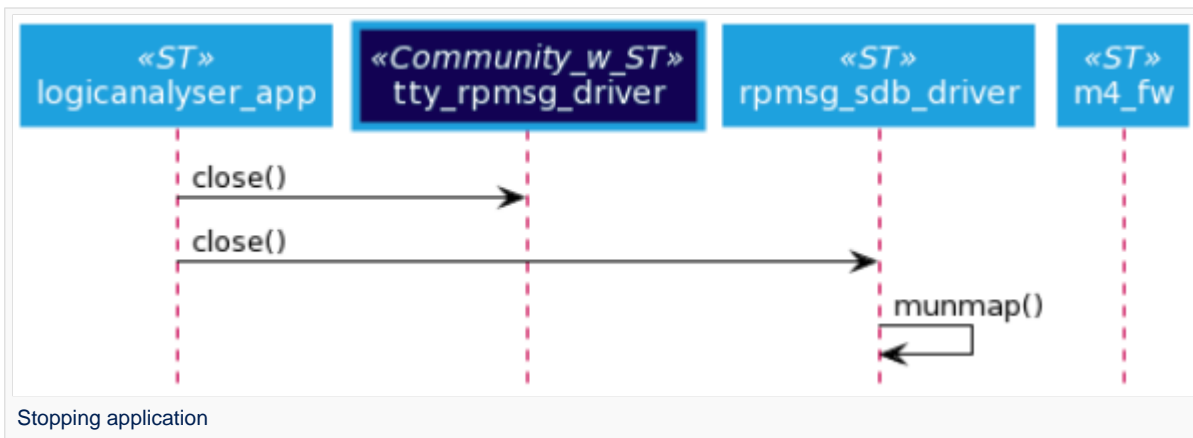 «ST»
logicanalyser_app
«Community_w_ST»
tty_rpmsg_driver
«ST»
rpmsg_sdb_driver
«ST»
m4_fw
close()
close()
munmap()
Stopping application